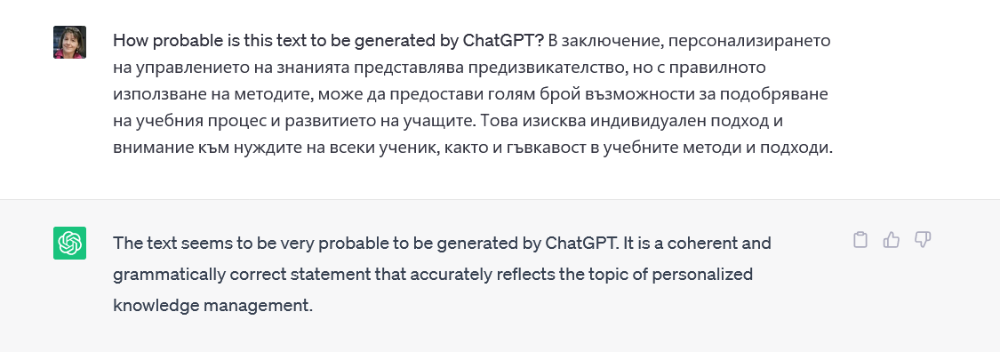 How probable is this text to be generated by ChatGPT? В заключение, персонализирането
на управлението на знанията представлява предизвикателство, но с правилното
използване на методите, може да предостави голям брой възможности за подобряване
на учебния процес и развитието на учащите. Това изисква индивидуален подход и
внимание към нуждите на всеки ученик, както и гъвкавост в учебните методи и подходи.
The text seems to be very probable to be generated by ChatGPT. It is a coherent and
grammatically correct statement that accurately reflects the topic of personalized
knowledge management.